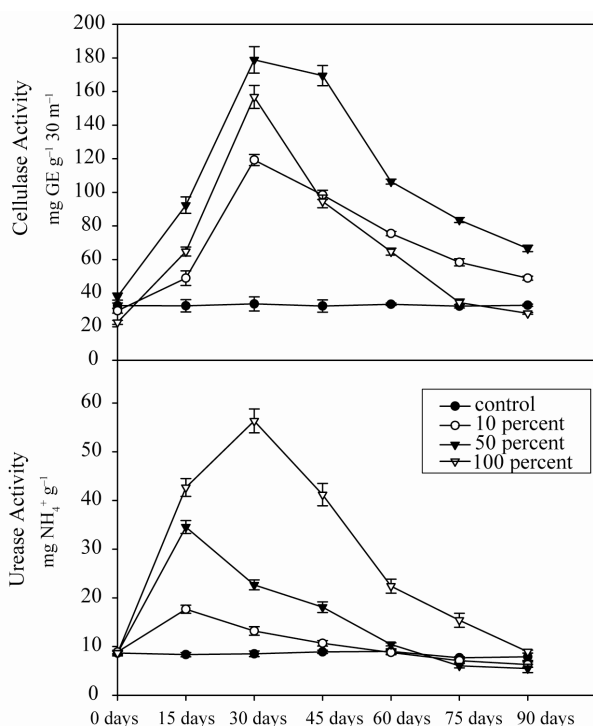 200
180
160
140
120
100
80
60
40
20
0
Cellulase Activity
mg GE g⁻¹ 30 m⁻¹
60
50
40
30
20
10
0
Urease Activity
mg NH₄⁺ g⁻¹
control
10 percent
50 percent
100 percent
0 days 15 days 30 days 45 days 60 days 75 days 90 days